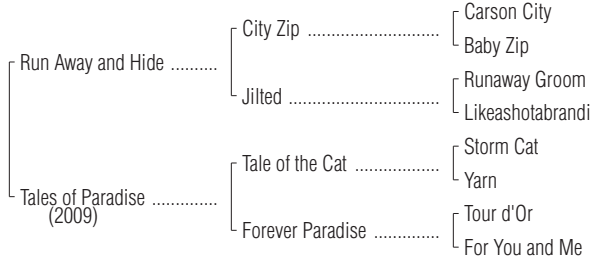 Carson City
City Zip ........................
Baby Zip
Run Away and Hide ..........
Runaway Groom
Jilted ............................
Likeashotabrandi
Storm Cat
Tale of the Cat ................
Yarn
Tales of Paradise ..............
(2009)
Tour d'Or
Forever Paradise .............
For You and Me